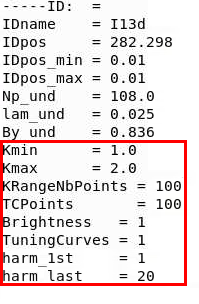 -----ID:  =
IDname    = I13d
IDpos     = 282.298
IDpos_min = 0.01
IDpos_max = 0.01
Np_und    = 108.0
lam_und   = 0.025
By_und    = 0.836
Kmin      = 1.0
Kmax      = 2.0
KRangeNbPoints = 100
TCPoints       = 100
Brightness   = 1
TuningCurves = 1
harm_1st     = 1
harm_last    = 20